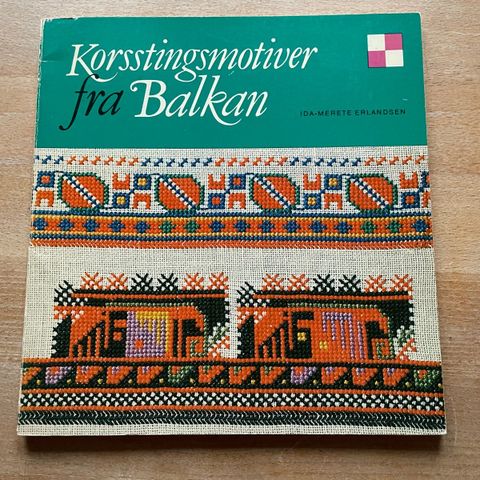 Korsstingsmotiver
fra Balkan
IDA-MERETE ERLANDSEN